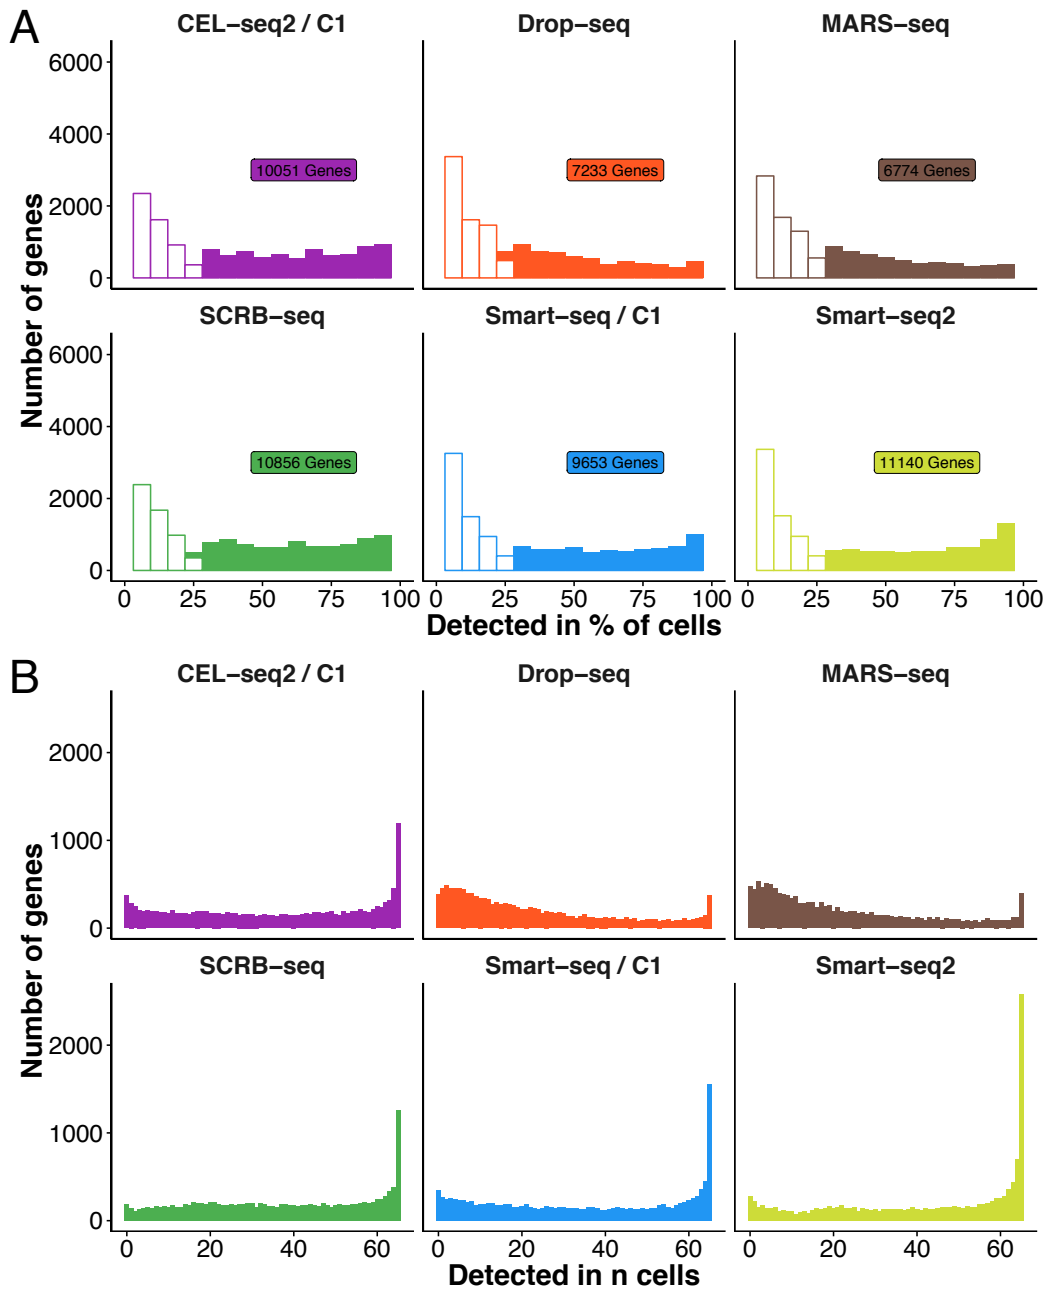 A
CEL–seq2 / C1
Drop–seq
MARS–seq
6000
4000
2000
0
10051 Genes
7233 Genes
6774 Genes
Number of genes
SCRB–seq
Smart–seq / C1
Smart–seq2
6000
4000
2000
0
10856 Genes
9653 Genes
11140 Genes
0 25 50 75 100 0 25 50 75 100 0 25 50 75 100
Detected in % of cells
B
CEL–seq2 / C1
Drop–seq
MARS–seq
2000
1000
0
Number of genes
SCRB–seq
Smart–seq / C1
Smart–seq2
2000
1000
0
0 20 40 60 0 20 40 60 0 20 40 60
Detected in n cells